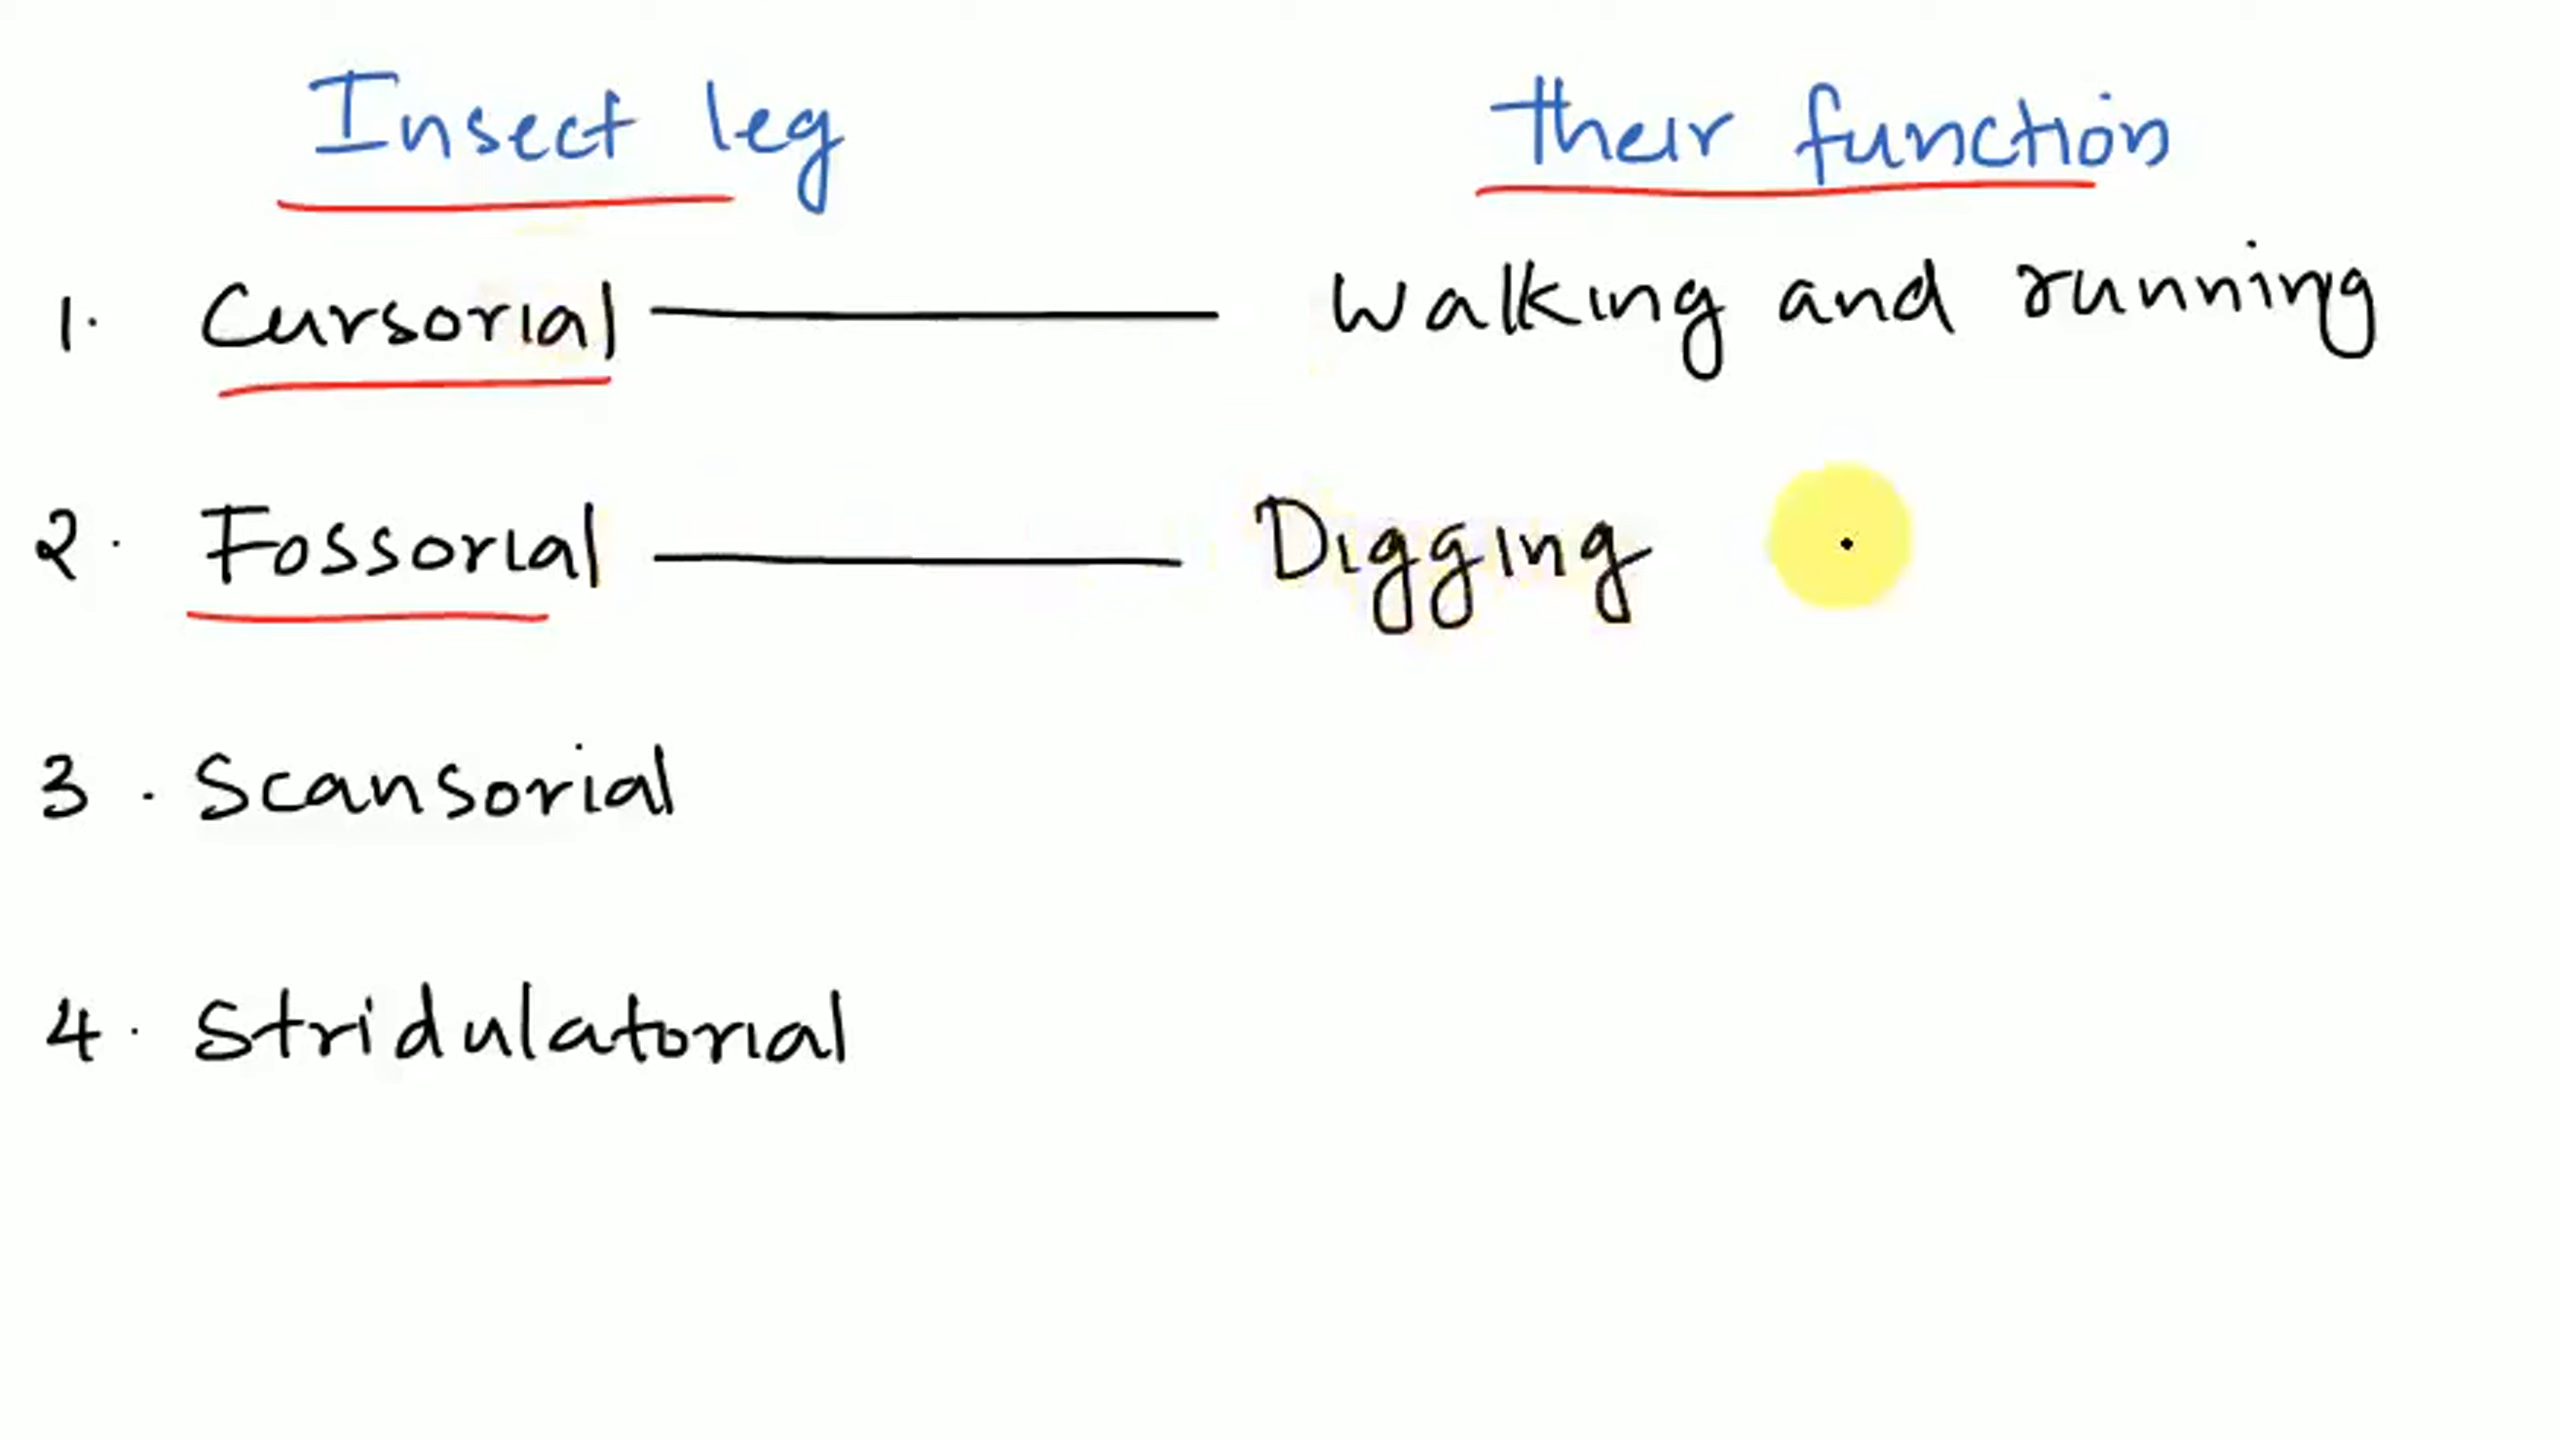 Insect leg their function
1. Cursorial Walking and running
2. Fossorial Digging
3. Scansorial
4. Stridulatorial